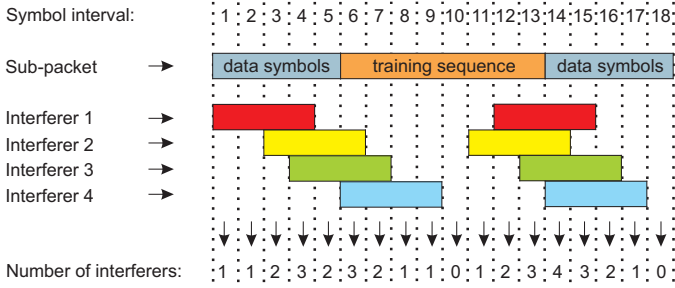 Symbol interval: 1 2 3 4 5 6 7 8 9 10 11 12 13 14 15 16 17 18
Sub-packet data symbols training sequence data symbols
Interferer 1
Interferer 2
Interferer 3
Interferer 4
Number of interferers: 1 1 2 3 2 3 2 1 1 0 1 2 3 4 3 2 1 0